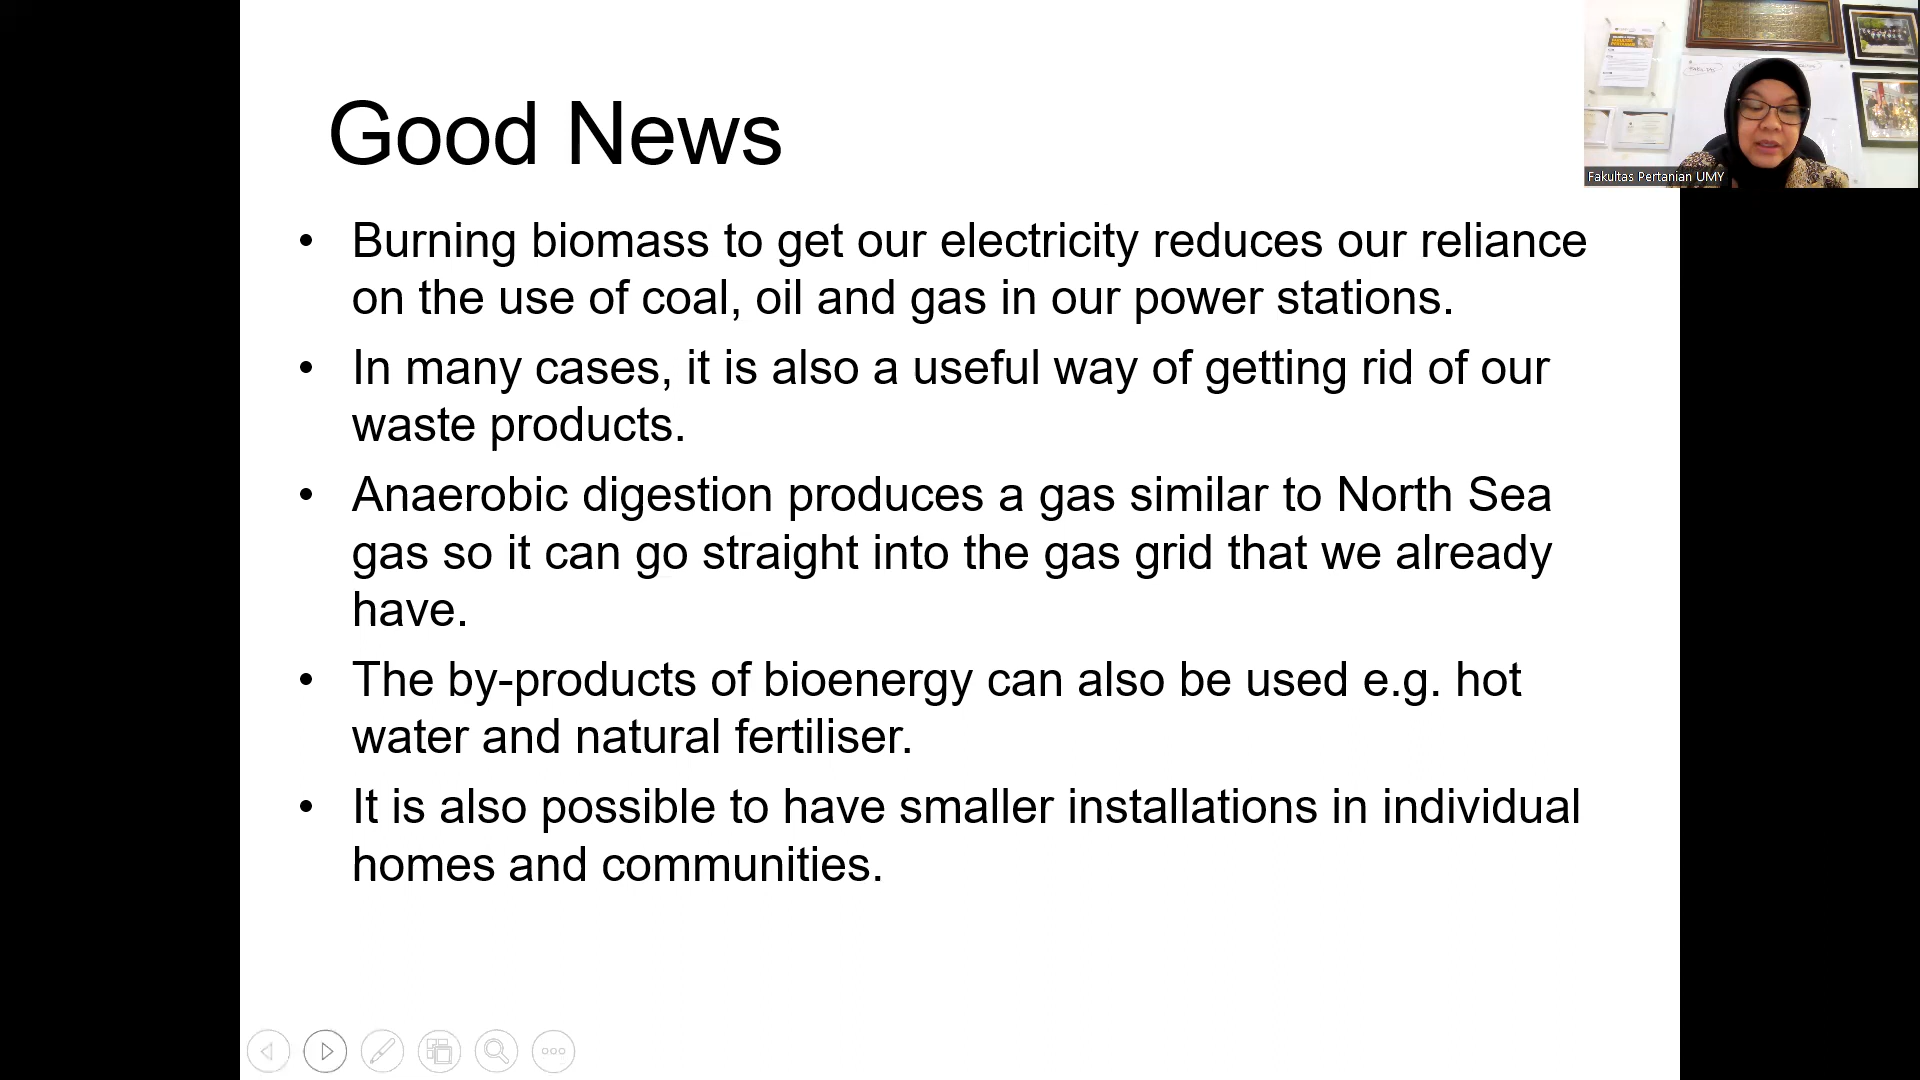 Good News
• Burning biomass to get our electricity reduces our reliance
on the use of coal, oil and gas in our power stations.
• In many cases, it is also a useful way of getting rid of our
waste products.
• Anaerobic digestion produces a gas similar to North Sea
gas so it can go straight into the gas grid that we already
have.
• The by-products of bioenergy can also be used e.g. hot
water and natural fertiliser.
• It is also possible to have smaller installations in individual
homes and communities.
Fakultas Pertanian UMY